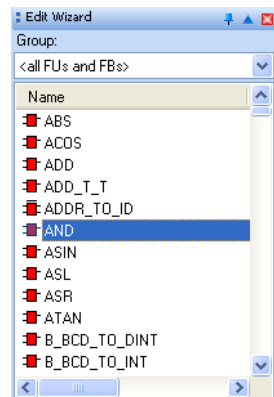 Edit Wizard
Group:
<all FUs and FBs>
Name
ABS
ACOS
ADD
ADD_T_T
ADDR_TO_ID
AND
ASIN
ASL
ASR
ATAN
B_BCD_TO_DINT
B_BCD_TO_INT